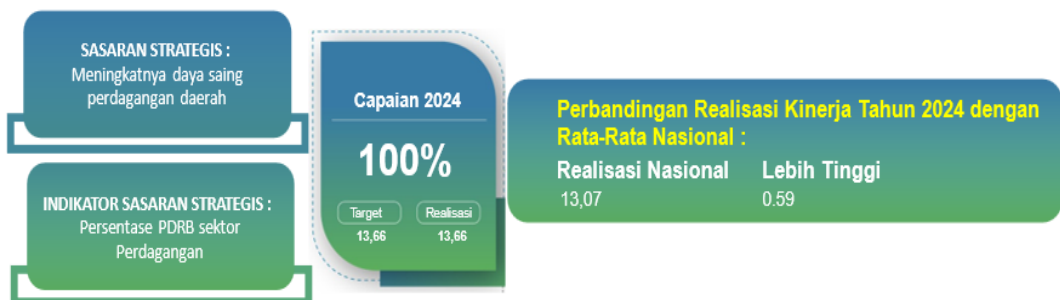 SASARAN STRATEGIS :
Meningkatnya daya saing
perdagangan daerah
INDIKATOR SASARAN STRATEGIS :
Persentase PDRB sektor
Perdagangan
Capaian 2024
100%
Target Realisasi
13,66 13,66
Perbandingan Realisasi Kinerja Tahun 2024 dengan
Rata-Rata Nasional :
Realisasi Nasional Lebih Tinggi
13,07 0.59